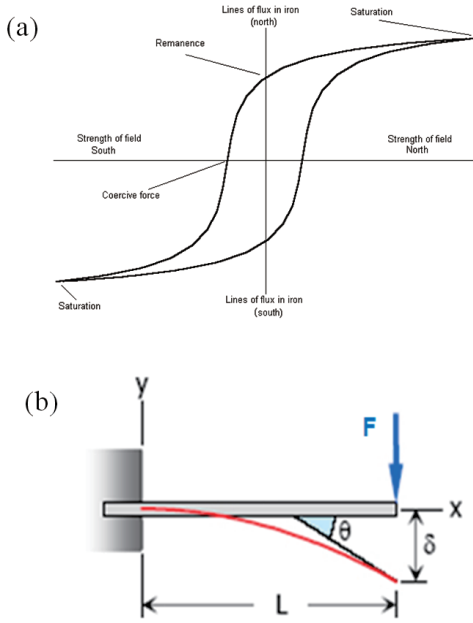 (a)
Lines of flux in iron
(north)
Saturation
Remanence
Strength of field
South
Strength of field
North
Coercive force
Saturation
Lines of flux in iron
(south)
(b)
y
F
x
θ
δ
L